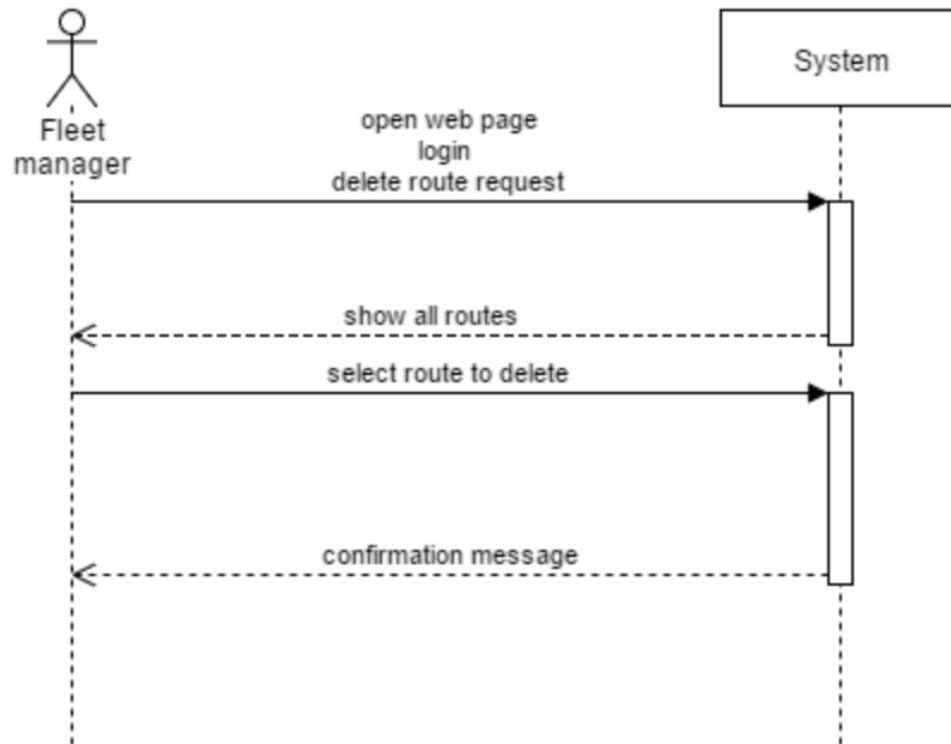 Fleet
manager
System
open web page
login
delete route request
show all routes
select route to delete
confirmation message